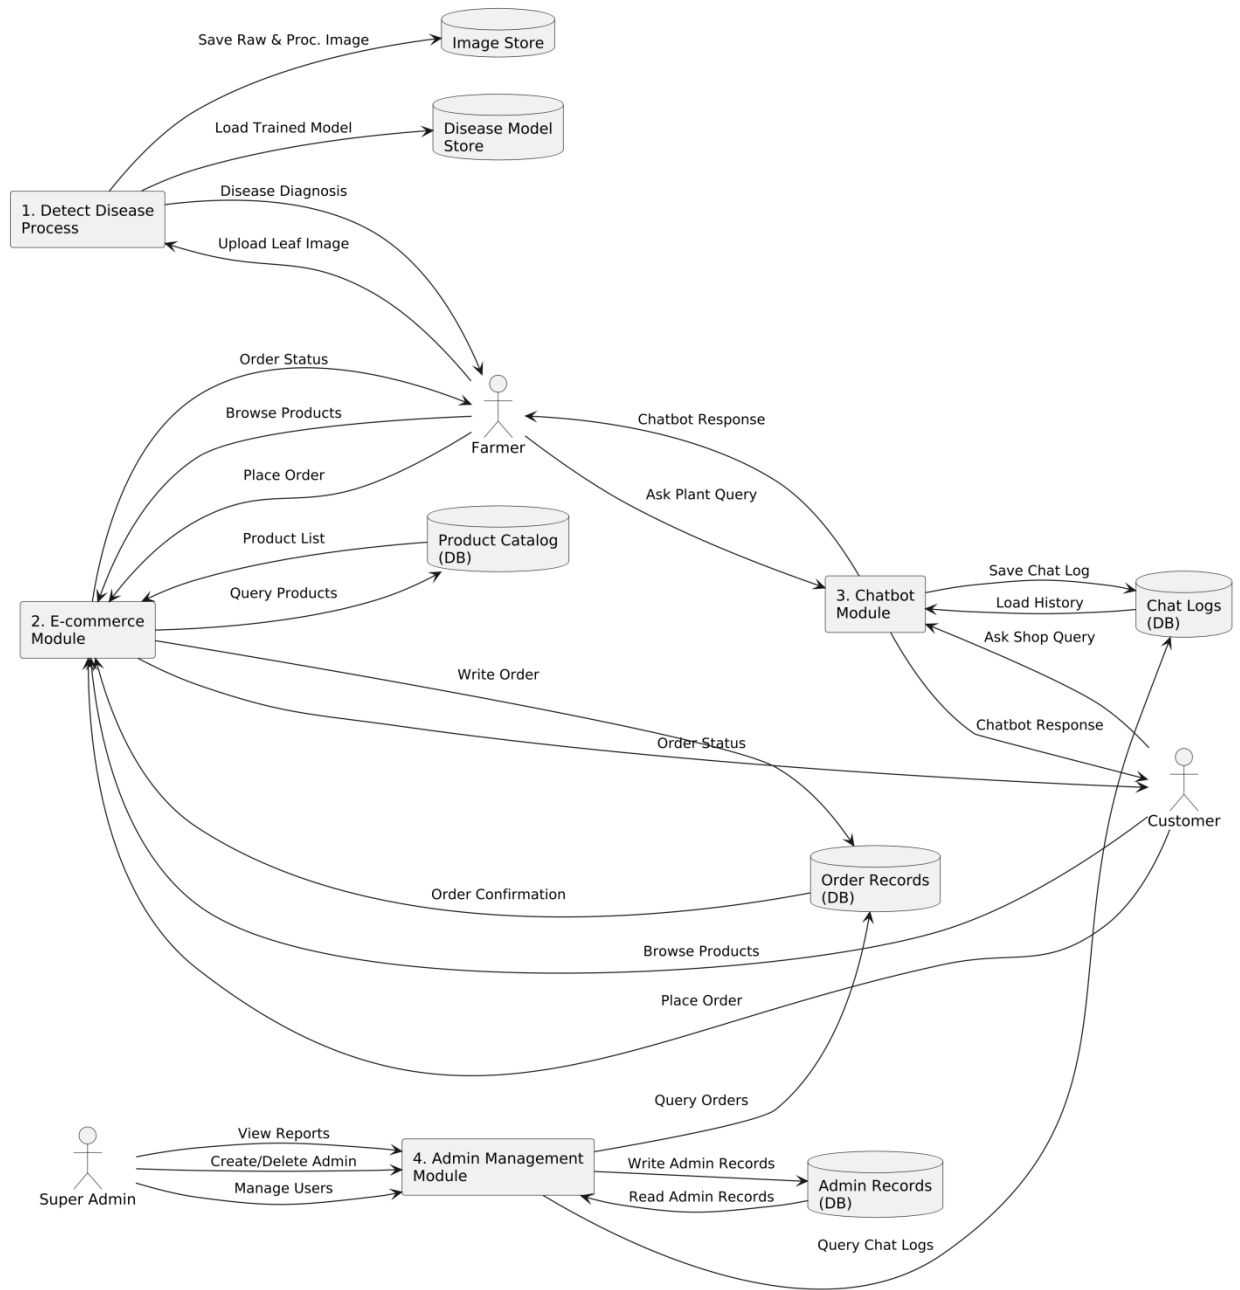 Save Raw & Proc. Image
Image Store
Load Trained Model
Disease Model
Store
Disease Diagnosis
1. Detect Disease
Process
Upload Leaf Image
Order Status
Browse Products
Chatbot Response
Farmer
Place Order
Ask Plant Query
Product List
Product Catalog
(DB)
Query Products
Save Chat Log
3. Chatbot
Module
Load History
Chat Logs
(DB)
2. E-commerce
Module
Ask Shop Query
Write Order
Chatbot Response
Order Status
Customer
Order Records
(DB)
Order Confirmation
Browse Products
Place Order
Query Orders
View Reports
Create/Delete Admin
Manage Users
Super Admin
4. Admin Management
Module
Write Admin Records
Read Admin Records
Admin Records
(DB)
Query Chat Logs